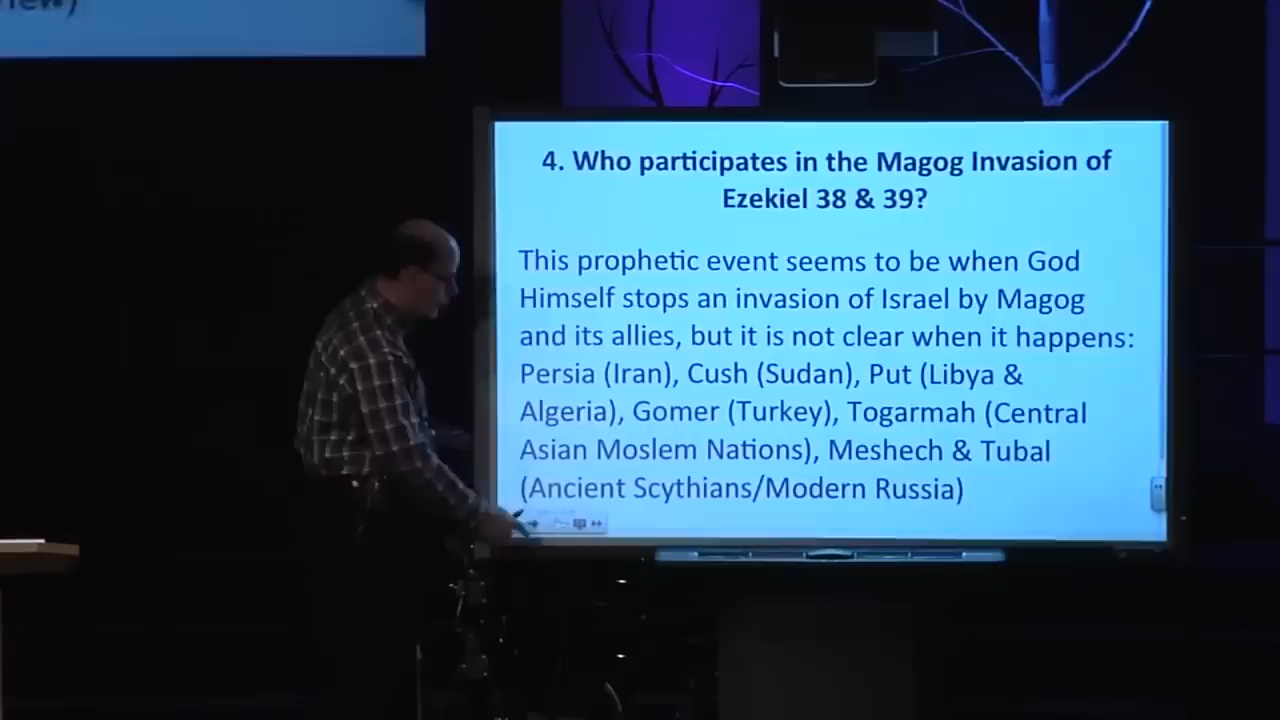 4. Who participates in the Magog Invasion of
Ezekiel 38 & 39?
This prophetic event seems to be when God
Himself stops an invasion of Israel by Magog
and its allies, but it is not clear when it happens:
Persia (Iran), Cush (Sudan), Put (Libya &
Algeria), Gomer (Turkey), Togarmah (Central
Asian Moslem Nations), Meshech & Tubal
(Ancient Scythians/Modern Russia)